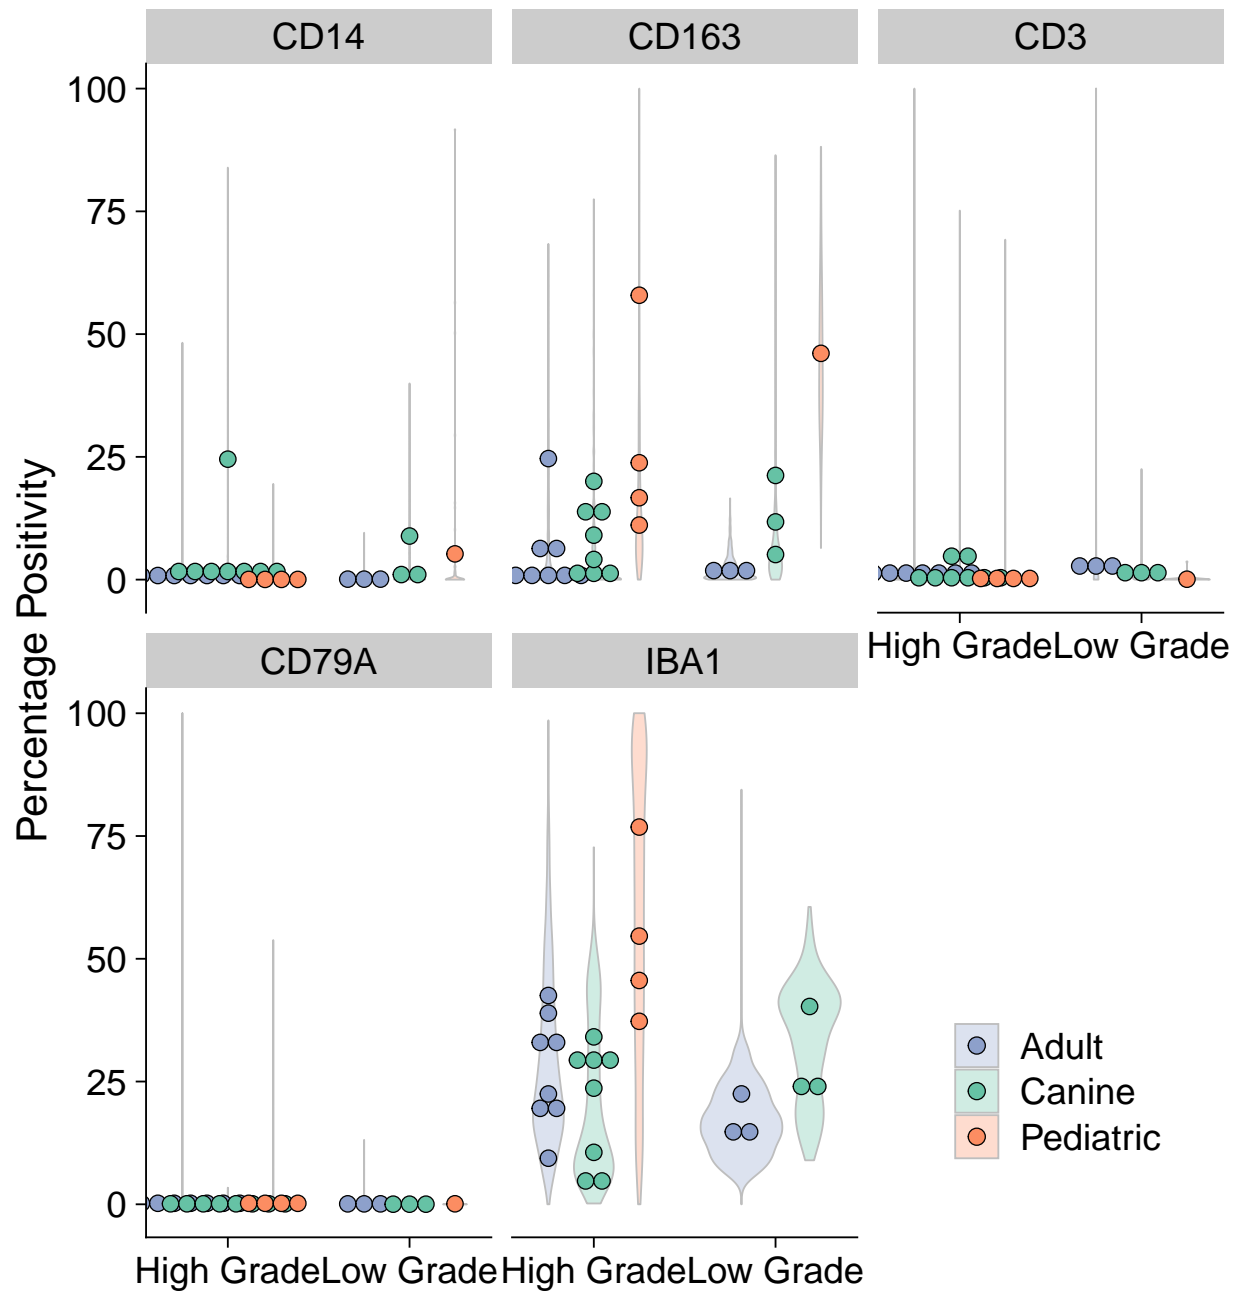 CD14 CD163 CD3
100
75
50
25
0
High Grade Low Grade
Percentage Positivity
CD79A IBA1
100
75
50
25
0
Adult
Canine
Pediatric
High Grade Low Grade High Grade Low Grade